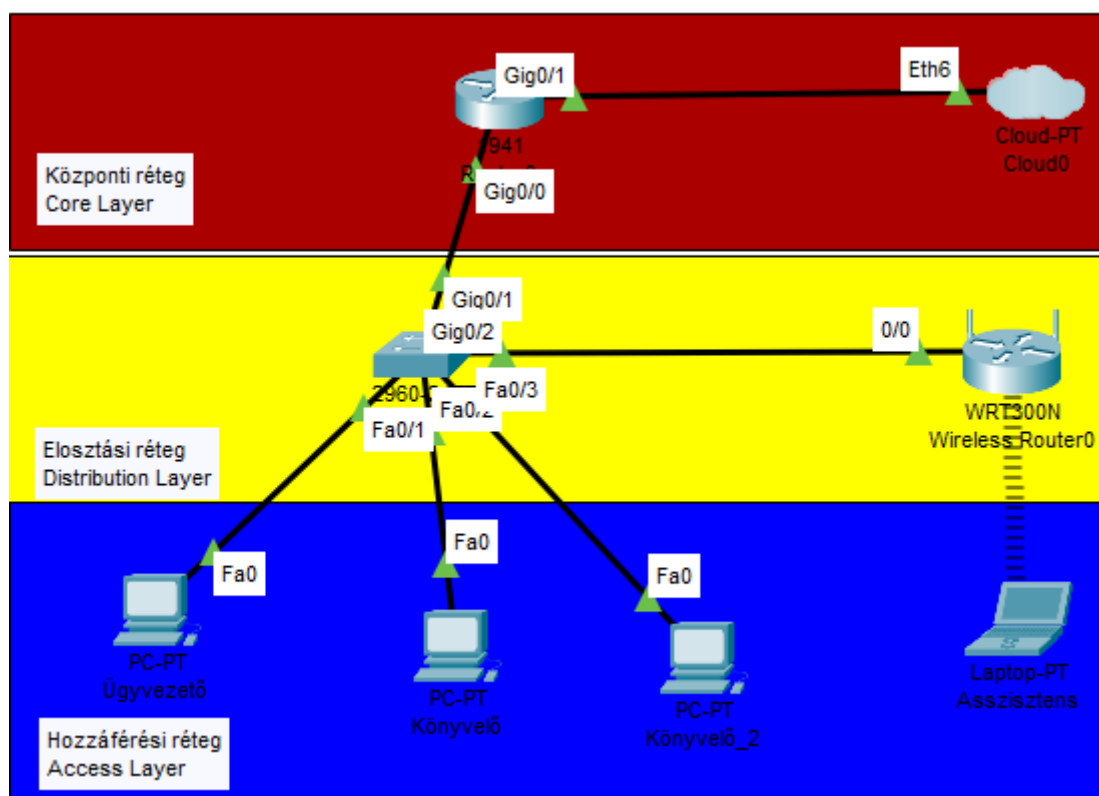 Gig0/1
Eth6
Cloud-PT
Cloud0
Központi réteg
Core Layer
Gig0/0
Gig0/1
Gig0/2
0/0
Fa0/3
Fa0/2
Fa0/1
WRT300N
Wireless Router0
Elosztási réteg
Distribution Layer
Fa0
Fa0
Fa0
PC-PT
Ügyvezető
PC-PT
Könyvelő
PC-PT
Könyvelő_2
Laptop-PT
Asszisztens
Hozzáférési réteg
Access Layer